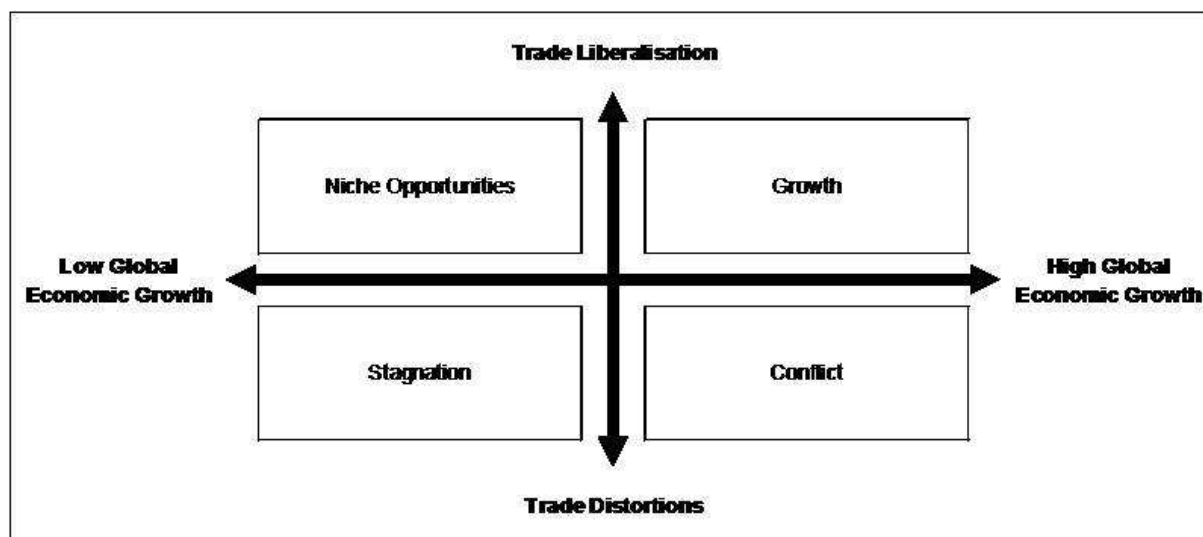 Trade Liberalisation
Niche Opportunities
Growth
Low Global
Economic Growth
High Global
Economic Growth
Stagnation
Conflict
Trade Distortions